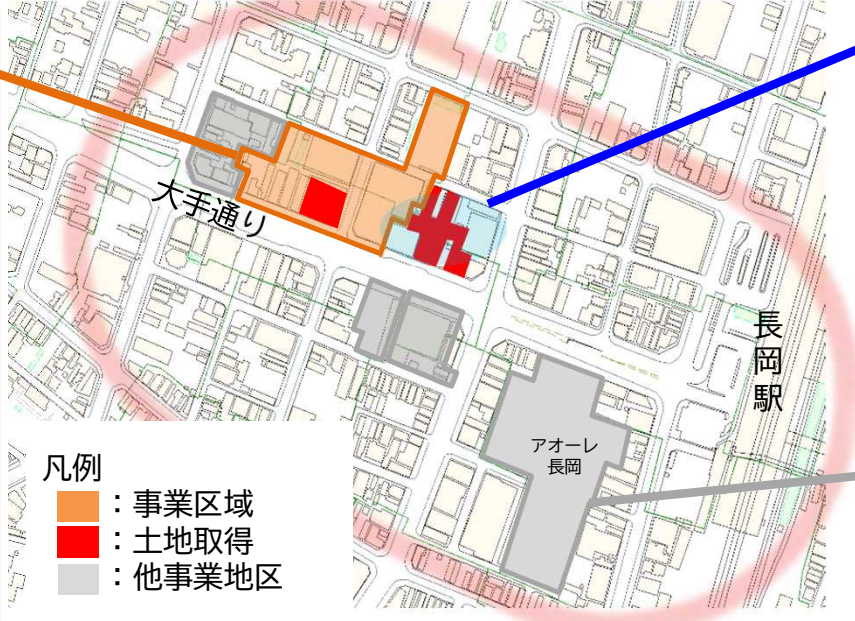 大手通り
長岡駅
アオーレ
長岡
凡例
：事業区域
：土地取得
：他事業地区